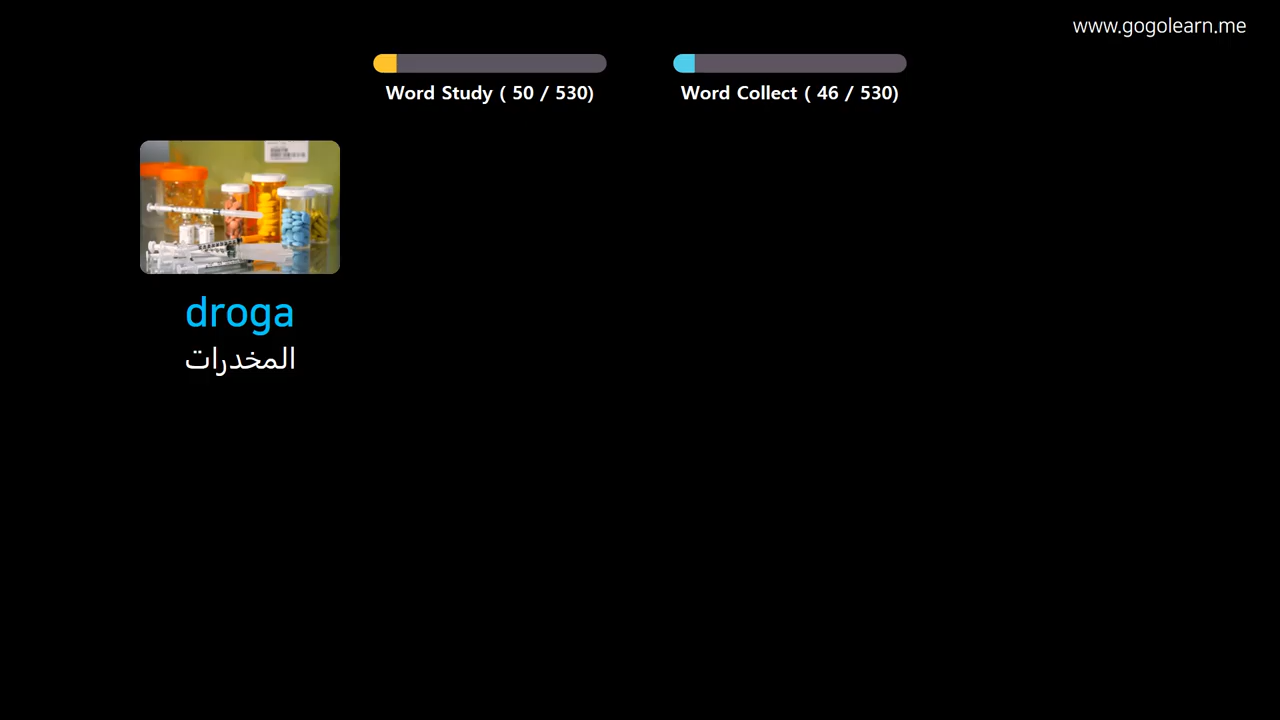 www.gogolearn.me
Word Study ( 50 / 530)
Word Collect ( 46 / 530)
droga
المخدرات